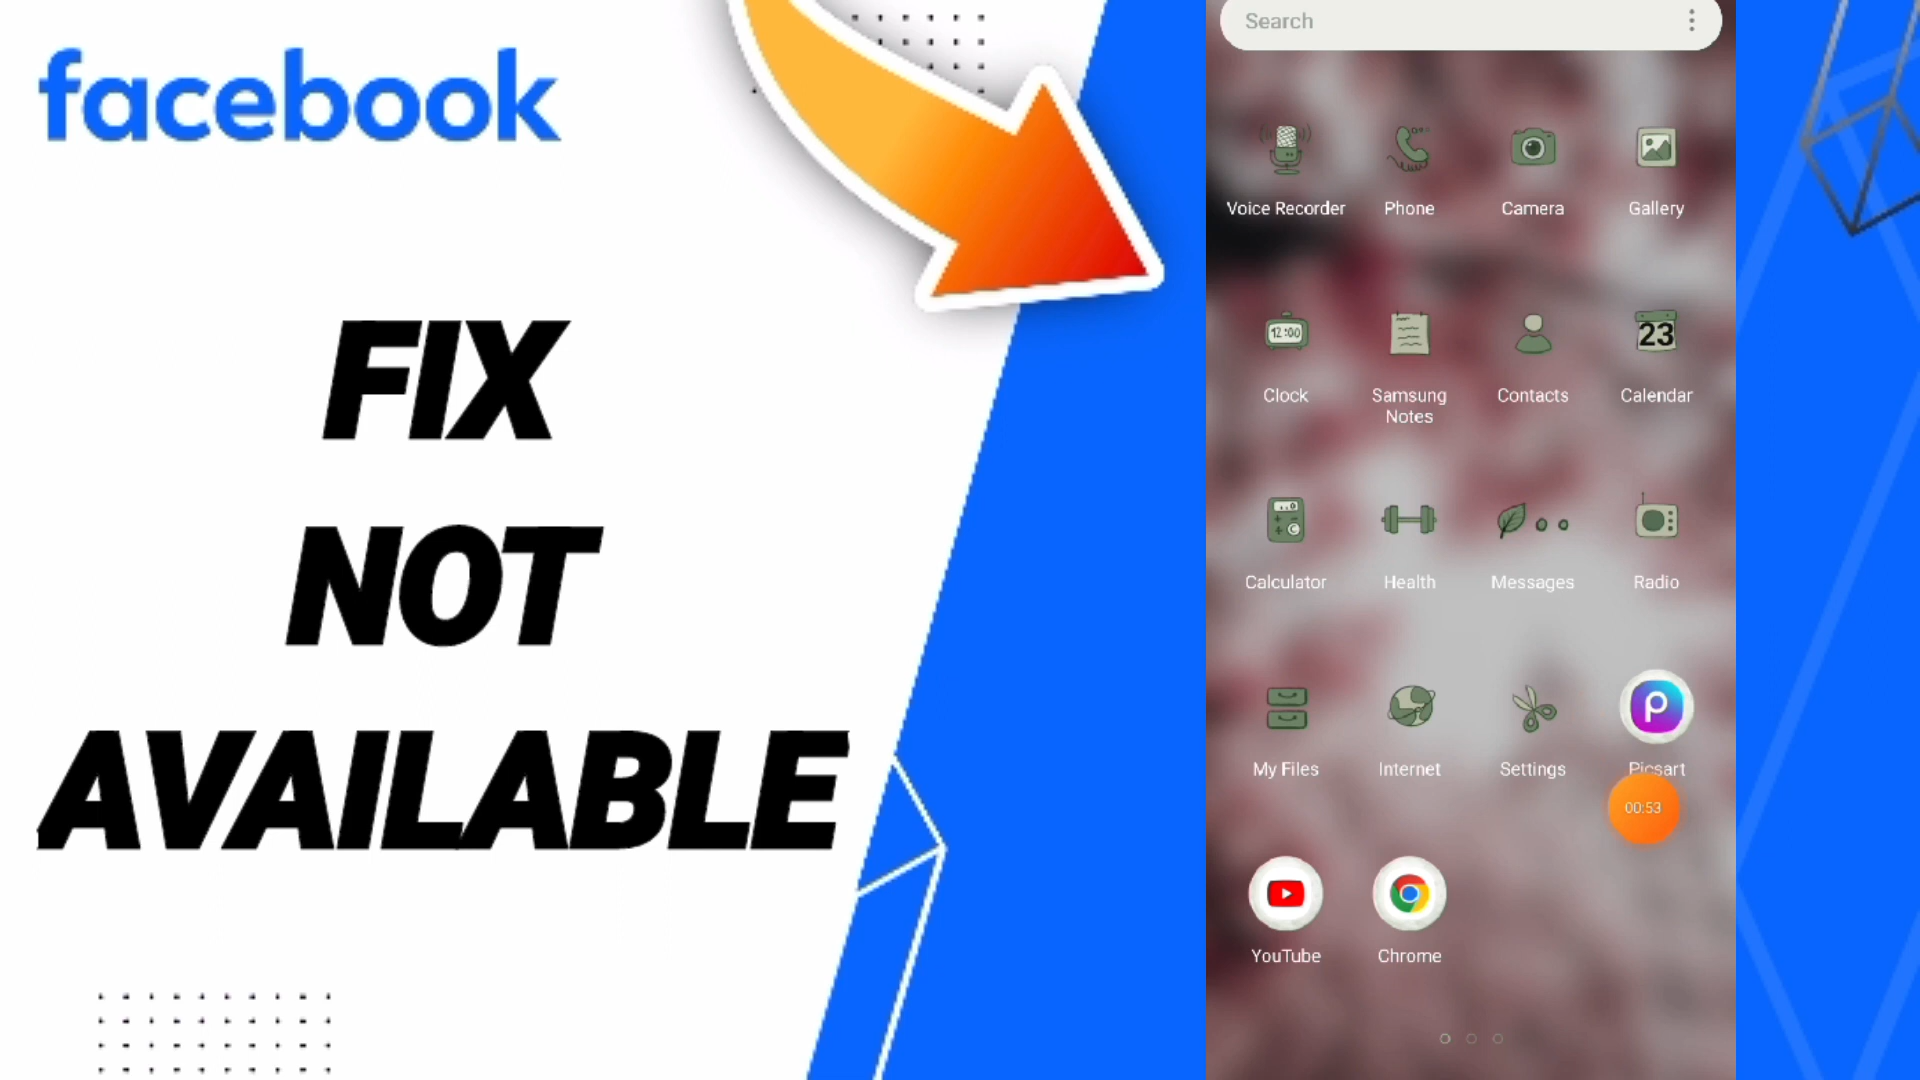 facebook
FIX
NOT
AVAILABLE
Search
Voice Recorder
Phone
Camera
Gallery
12:00
23
Clock
Samsung
Notes
Contacts
Calendar
Calculator
Health
Messages
Radio
P
My Files
Internet
Settings
Picsart
00:53
YouTube
Chrome